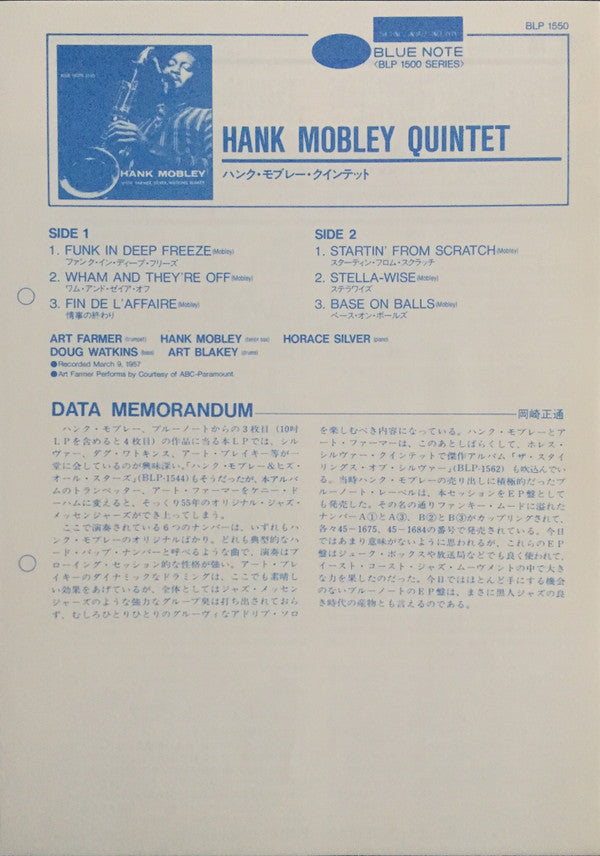 BLP 1550
BLUE NOTE
〈BLP 1500 SERIES〉
HANK MOBLEY
HANK MOBLEY QUINTET
ハンク・モブレー・クインテット
SIDE 1
1. FUNK IN DEEP FREEZE (Mobley)
ファンク・イン・ディープ・フリーズ
2. WHAM AND THEY'RE OFF (Mobley)
ワム・アンド・ゼイア・オフ
3. FIN DE L'AFFAIRE (Mobley)
情事の終わり
SIDE 2
1. STARTIN' FROM SCRATCH (Mobley)
スターティン・フロム・スクラッチ
2. STELLA-WISE (Mobley)
ステラワイズ
3. BASE ON BALLS (Mobley)
ベース・オン・ボールズ
ART FARMER (trumpet) HANK MOBLEY (tenor sax) HORACE SILVER (piano)
DOUG WATKINS (bass) ART BLAKEY (drums)
●Recorded March 9, 1957
●Art Farmer Performs by Courtesy of ABC-Paramount.
DATA MEMORANDUM 岡崎正通
ハンク・モブレー、ブルーノートからの3枚目(10吋
LPを含めると4枚目)の作品に当る本LPでは、シル
ヴァー、ダグ・ワトキンス、アート・ブレイキー等が一
堂に会しているのが興味深い。「ハンク・モブレー&ヒズ・
オール・スターズ」(BLP-1544)もそうだったが、本アルバ
ムのトランペッター、アート・ファーマーをケニー・ド
ーハムに変えると、そっくり55年のオリジナル・ジャズ・
メッセンジャーズができ上ってしまう。
ここで演奏されている6つのナンバーは、いずれもハ
ンク・モブレーのオリジナルばかり。どれも典型的なハ
ード・バップ・ナンバーと呼べるような曲で、演奏はブ
ローイング・セッション的な性格が強い。アート・ブレ
イキーのダイナミックなドラミングは、ここでも素晴し
い効果をあげているが、全体としてはジャズ・メッセン
ジャーズのような強力なグループ臭は打ち出されておら
ず、むしろひとりひとりのグルーヴィなアドリブ・ソロ
を楽しむべき内容になっている。ハンク・モブレーとア
ート・ファーマーは、このあとしばらくして、ホレス・
シルヴァー・クインテットで傑作アルバム「ザ・スタイ
リングス・オブ・シルヴァー」(BLP-1562)も吹込んでい
る。当時ハンク・モブレーの売り出しに積極的だったブ
ルーノート・レーベルは、本セッションをEP盤として
も発売した。その名の通りファンキー・ムードに溢れた
ナンバーA①とA③、B②とB③がカップリングされて、
各々45-1675、45-1684の番号で発売されている。今日
ではあまり意味がないように思われるが、これらのEP
盤はジューク・ボックスや放送局などでも良く使われて、
イースト・コースト・ジャズ・ムーヴメントの中で大き
な力を果したのだった。今日ではほとんど手にする機会
のないブルーノートのEP盤は、まさに黒人ジャズの良
き時代の産物とも言えるのである。